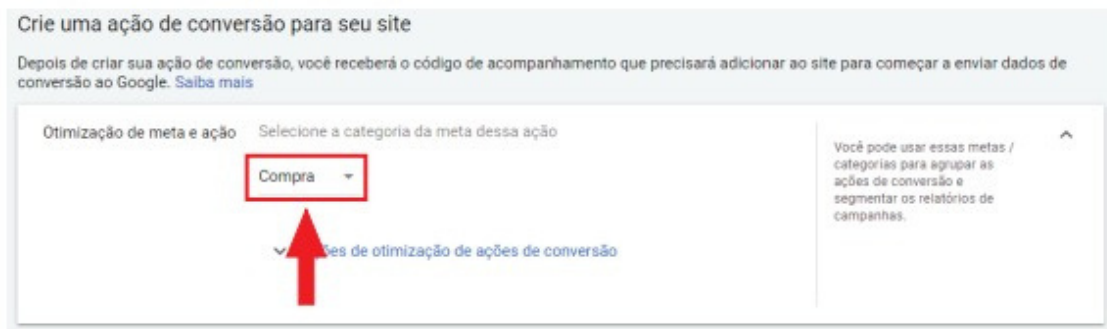 Crie uma ação de conversão para seu site
Depois de criar sua ação de conversão, você receberá o código de acompanhamento que precisará adicionar ao site para começar a enviar dados de
conversão ao Google. Saiba mais
Otimização de meta e ação
Selecione a categoria da meta dessa ação
Compra
de otimização de ações de conversão
Você pode usar essas metas /
categorias para agrupar as
ações de conversão e
segmentar os relatórios de
campanhas.